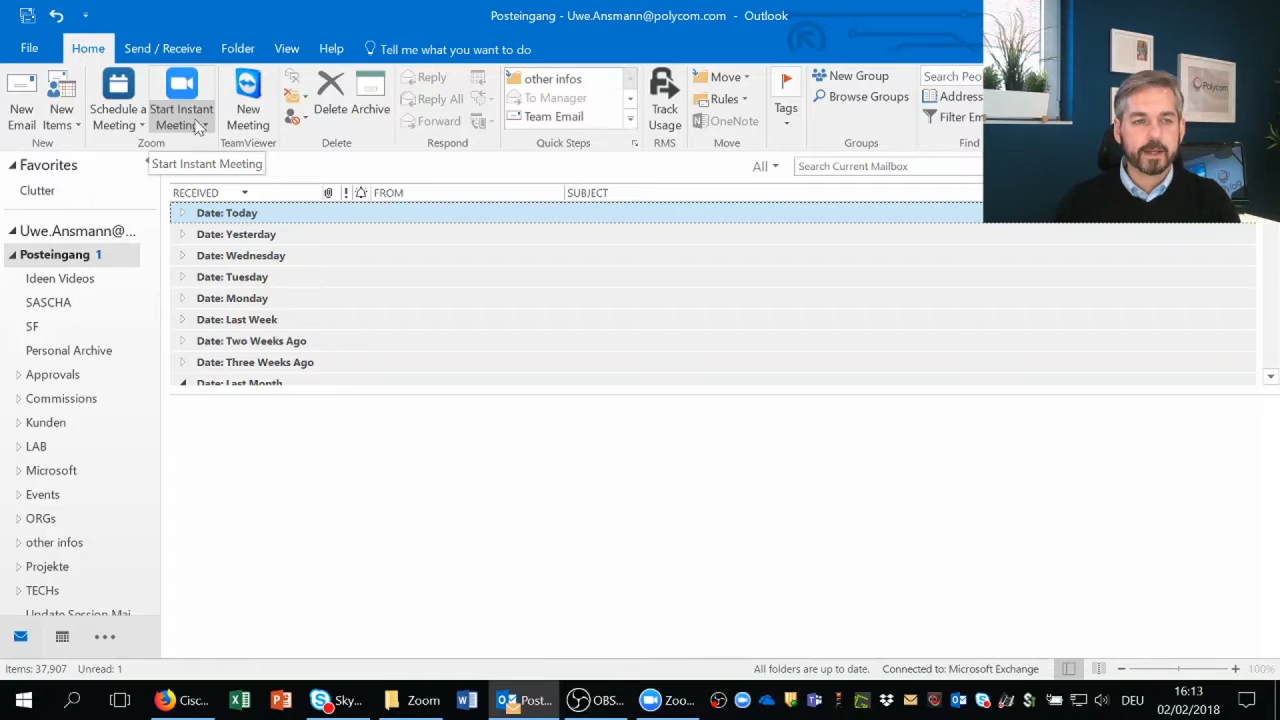 Posteingang - Uwe.Ansmann@polycom.com - Outlook
File Home Send / Receive Folder View Help Tell me what you want to do
New Email
New Items
Schedule a Meeting
Start Instant Meeting
New Meeting
Delete
Archive
Reply
Reply All
Forward
other infos
To Manager
Team Email
Track Usage
Move
Rules
OneNote
Tags
New Group
Browse Groups
Search Peo
Address
Filter Em
New Zoom TeamViewer Delete Respond Quick Steps RMS Move Groups Find
Start Instant Meeting
Polycom
Favorites
Clutter
Uwe.Ansmann@...
Posteingang 1
Ideen Videos
SASCHA
SF
Personal Archive
Approvals
Commissions
Kunden
LAB
Microsoft
Events
ORGs
other infos
Projekte
TECHs
Update Session Mai
All Search Current Mailbox
RECEIVED ! FROM SUBJECT
Date: Today
Date: Yesterday
Date: Wednesday
Date: Tuesday
Date: Monday
Date: Last Week
Date: Two Weeks Ago
Date: Three Weeks Ago
Date: Last Month
Items: 37,907 Unread: 1 All folders are up to date. Connected to: Microsoft Exchange 100%
Cisc... Sky... Zoom Post... OBS... Zoo... DEU 16:13
02/02/2018